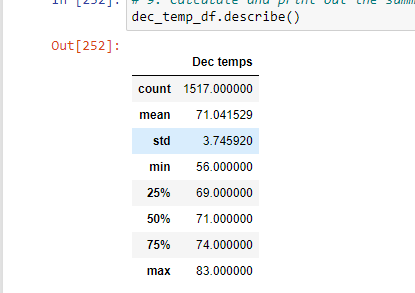 In [252]: # 9. Calculate and print out the summ
dec_temp_df.describe()
Out[252]:
Dec temps
count 1517.000000
mean 71.041529
std 3.745920
min 56.000000
25% 69.000000
50% 71.000000
75% 74.000000
max 83.000000